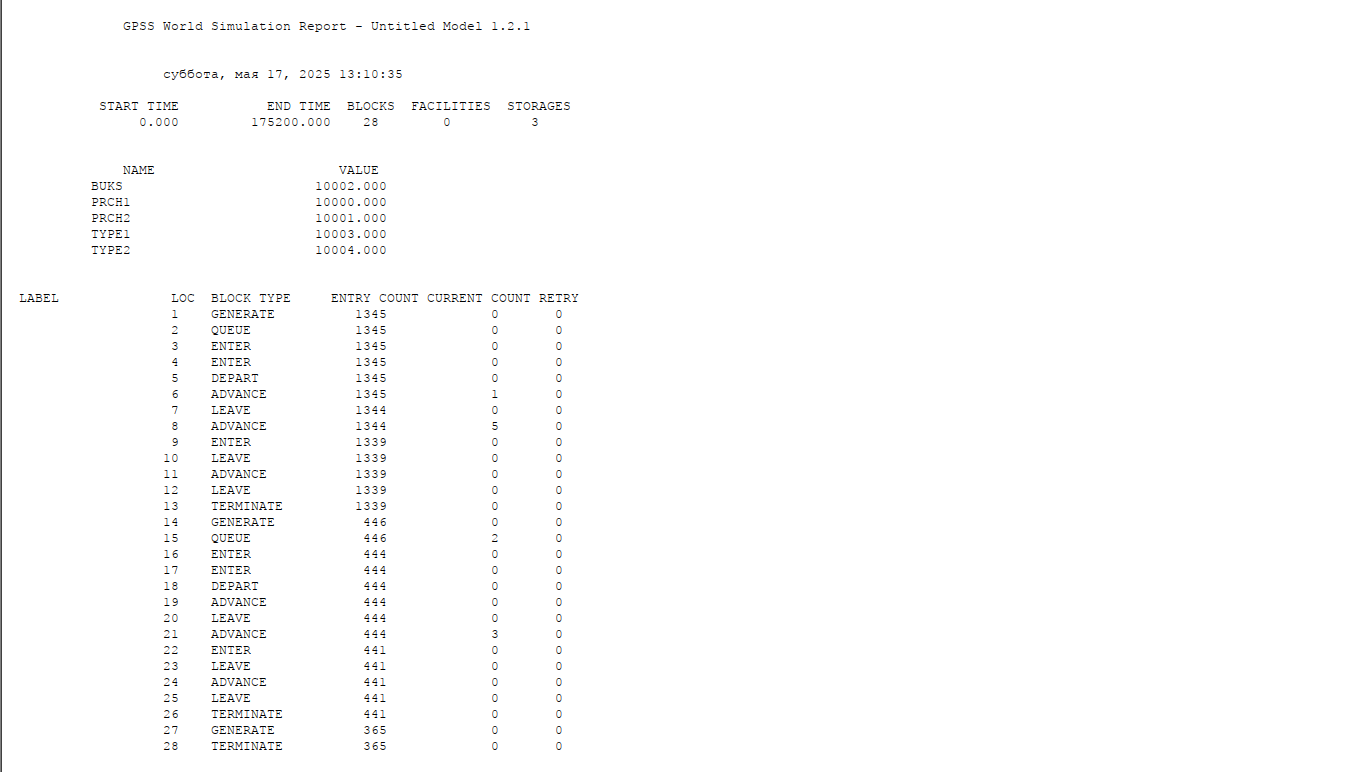 GPSS World Simulation Report - Untitled Model 1.2.1
суббота, мая 17, 2025 13:10:35
START TIME END TIME BLOCKS FACILITIES STORAGES
0.000 175200.000 28 0 3
NAME VALUE
BUKS 10002.000
PRCH1 10000.000
PRCH2 10001.000
TYPE1 10003.000
TYPE2 10004.000
LABEL LOC BLOCK TYPE ENTRY COUNT CURRENT COUNT RETRY
1 GENERATE 1345 0 0
2 QUEUE 1345 0 0
3 ENTER 1345 0 0
4 ENTER 1345 0 0
5 DEPART 1345 0 0
6 ADVANCE 1345 1 0
7 LEAVE 1344 0 0
8 ADVANCE 1344 5 0
9 ENTER 1339 0 0
10 LEAVE 1339 0 0
11 ADVANCE 1339 0 0
12 LEAVE 1339 0 0
13 TERMINATE 1339 0 0
14 GENERATE 446 0 0
15 QUEUE 446 2 0
16 ENTER 444 0 0
17 ENTER 444 0 0
18 DEPART 444 0 0
19 ADVANCE 444 0 0
20 LEAVE 444 0 0
21 ADVANCE 444 3 0
22 ENTER 441 0 0
23 LEAVE 441 0 0
24 ADVANCE 441 0 0
25 LEAVE 441 0 0
26 TERMINATE 441 0 0
27 GENERATE 365 0 0
28 TERMINATE 365 0 0